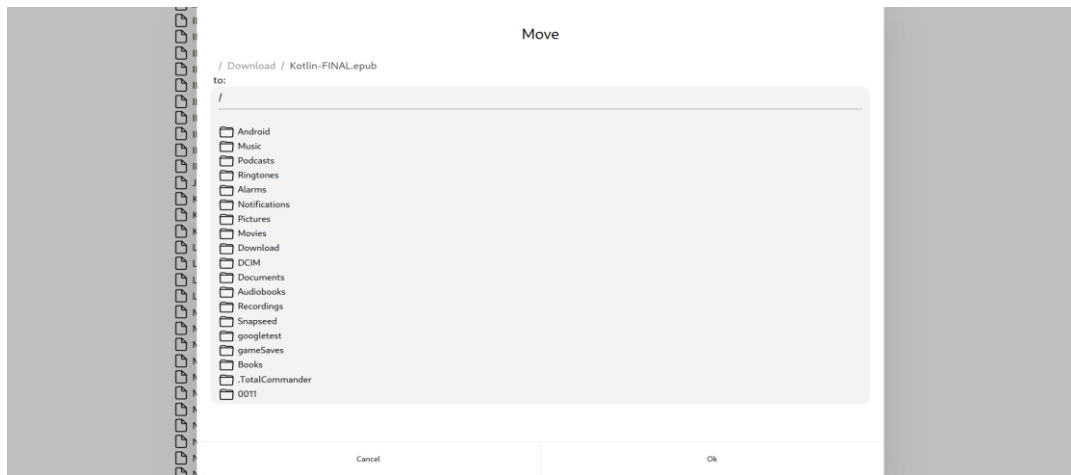 Move
/ Download / Kotlin-FINAL.epub
to:
/
Android
Music
Podcasts
Ringtones
Alarms
Notifications
Pictures
Movies
Download
DCIM
Documents
Audiobooks
Recordings
Snapseed
googletest
gameSaves
Books
.TotalCommander
0011
Cancel
Ok